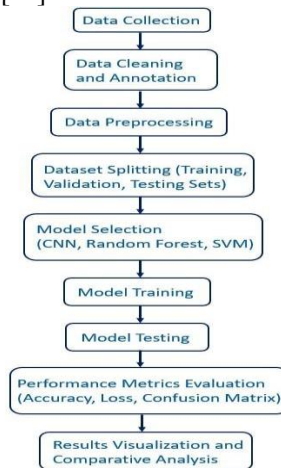 Data Collection
Data Cleaning
and Annotation
Data Preprocessing
Dataset Splitting (Training,
Validation, Testing Sets)
Model Selection
(CNN, Random Forest, SVM)
Model Training
Model Testing
Performance Metrics Evaluation
(Accuracy, Loss, Confusion Matrix)
Results Visualization and
Comparative Analysis